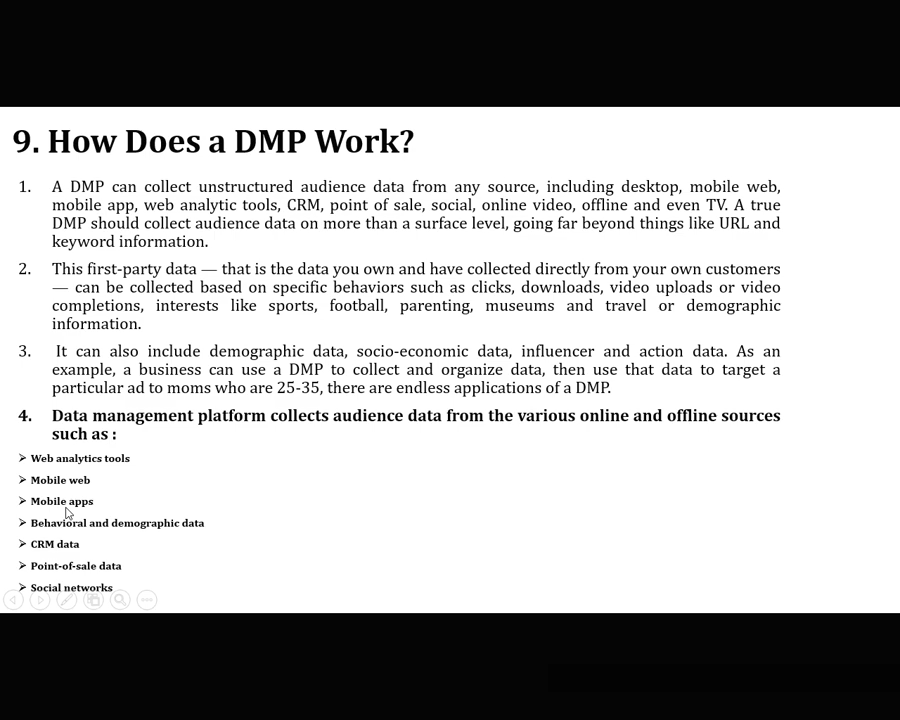 9. How Does a DMP Work?
1. A DMP can collect unstructured audience data from any source, including desktop, mobile web,
mobile app, web analytic tools, CRM, point of sale, social, online video, offline and even TV. A true
DMP should collect audience data on more than a surface level, going far beyond things like URL and
keyword information.
2. This first-party data — that is the data you own and have collected directly from your own customers
— can be collected based on specific behaviors such as clicks, downloads, video uploads or video
completions, interests like sports, football, parenting, museums and travel or demographic
information.
3. It can also include demographic data, socio-economic data, influencer and action data. As an
example, a business can use a DMP to collect and organize data, then use that data to target a
particular ad to moms who are 25-35, there are endless applications of a DMP.
4. Data management platform collects audience data from the various online and offline sources
such as :
➢ Web analytics tools
➢ Mobile web
➢ Mobile apps
➢ Behavioral and demographic data
➢ CRM data
➢ Point-of-sale data
➢ Social networks